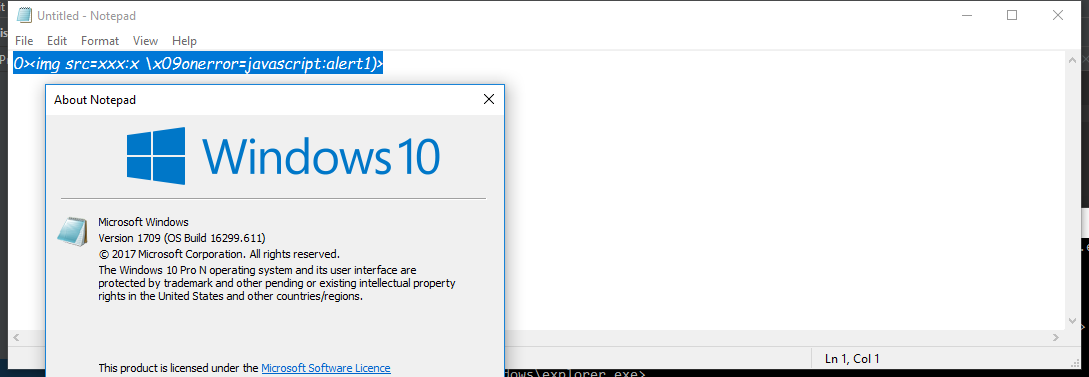 Untitled - Notepad
File Edit Format View Help
0><img src=xxx:x \x09onerror=javascript:alert1)>
About Notepad
Windows 10
Microsoft Windows
Version 1709 (OS Build 16299.611)
© 2017 Microsoft Corporation. All rights reserved.
The Windows 10 Pro N operating system and its user interface are
protected by trademark and other pending or existing intellectual property
rights in the United States and other countries/regions.
This product is licensed under the Microsoft Software Licence
Ln 1, Col 1
dows\explorer.exe>